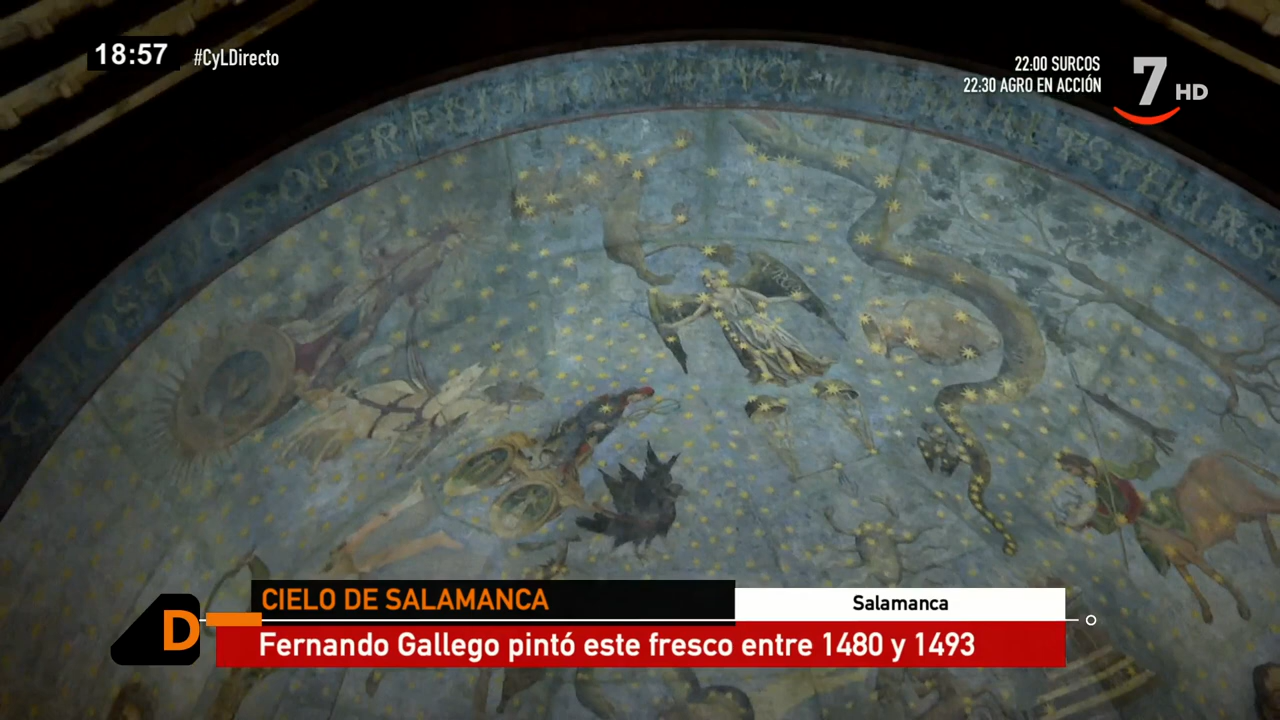 18:57 #CyLDirecto
22:00 SURCOS
22:30 AGRO EN ACCIÓN
7 HD
D
CIELO DE SALAMANCA
Salamanca
Fernando Gallego pintó este fresco entre 1480 y 1493